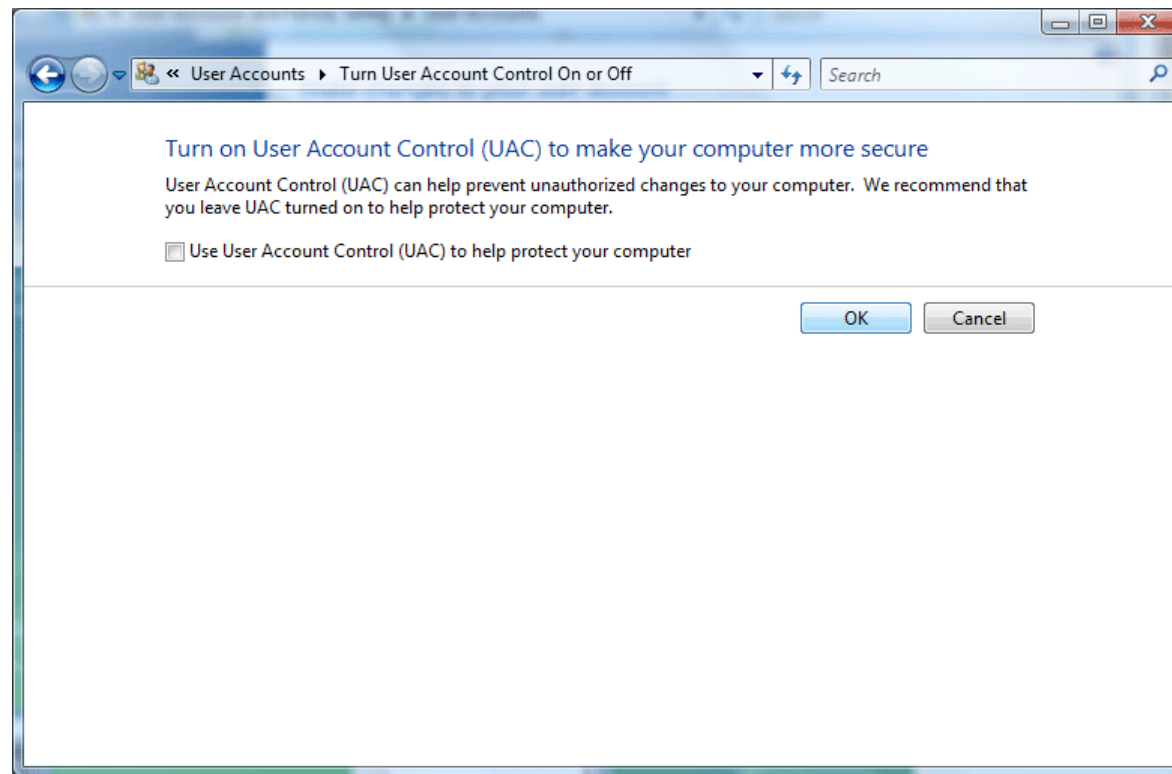 « User Accounts ▸ Turn User Account Control On or Off
Search
Turn on User Account Control (UAC) to make your computer more secure
User Account Control (UAC) can help prevent unauthorized changes to your computer. We recommend that
you leave UAC turned on to help protect your computer.
Use User Account Control (UAC) to help protect your computer
OK Cancel